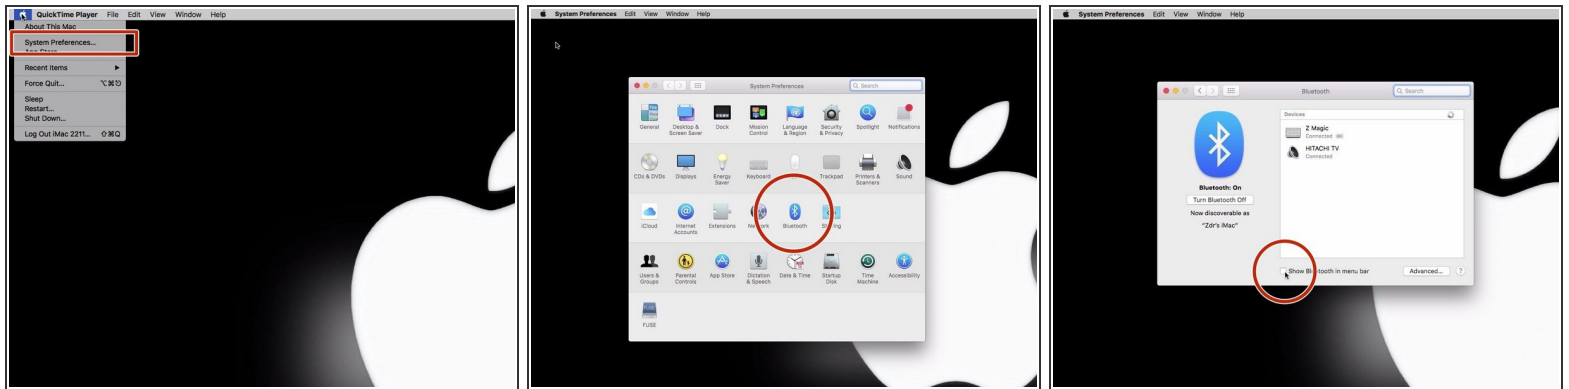 QuickTime Player File Edit View Window Help
About This Mac
System Preferences...
App Store...
Recent Items
Force Quit... ⌥⌘⎋
Sleep
Restart...
Shut Down...
Log Out iMac 2211... ⇧⌘Q
System Preferences Edit View Window Help
System Preferences
Search
General
Desktop &
Screen Saver
Dock
Mission
Control
Language
& Region
Security
& Privacy
Spotlight
Notifications
CDs & DVDs
Displays
Energy
Saver
Keyboard
Trackpad
Printers &
Scanners
Sound
iCloud
Internet
Accounts
Extensions
Network
Bluetooth
Sharing
Users &
Groups
Parental
Controls
App Store
Dictation
& Speech
Date & Time
Startup
Disk
Time
Machine
Accessibility
FUSE
System Preferences Edit View Window Help
Bluetooth
Search
Devices
Z Magic
Connected
HITACHI TV
Connected
Bluetooth: On
Turn Bluetooth Off
Now discoverable as
"Zdr's iMac"
Show Bluetooth in menu bar
Advanced...
?